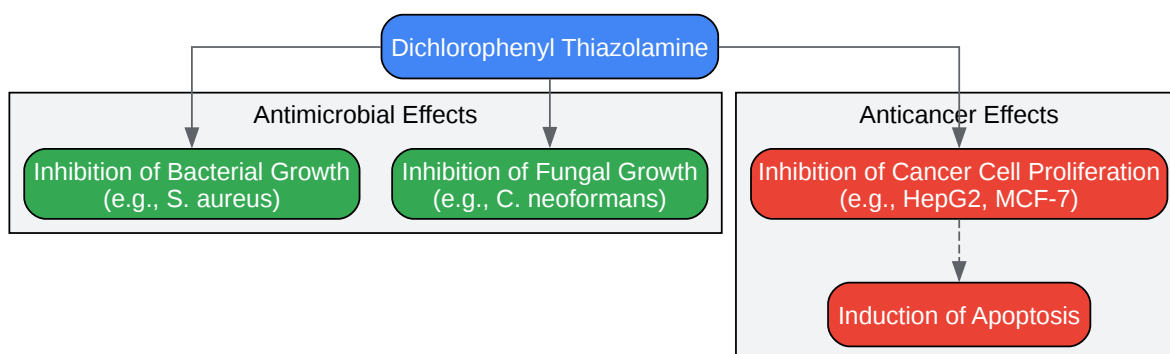 Dichlorophenyl Thiazolamine
Antimicrobial Effects
Inhibition of Bacterial Growth
(e.g., S. aureus)
Inhibition of Fungal Growth
(e.g., C. neoformans)
Anticancer Effects
Inhibition of Cancer Cell Proliferation
(e.g., HepG2, MCF-7)
Induction of Apoptosis